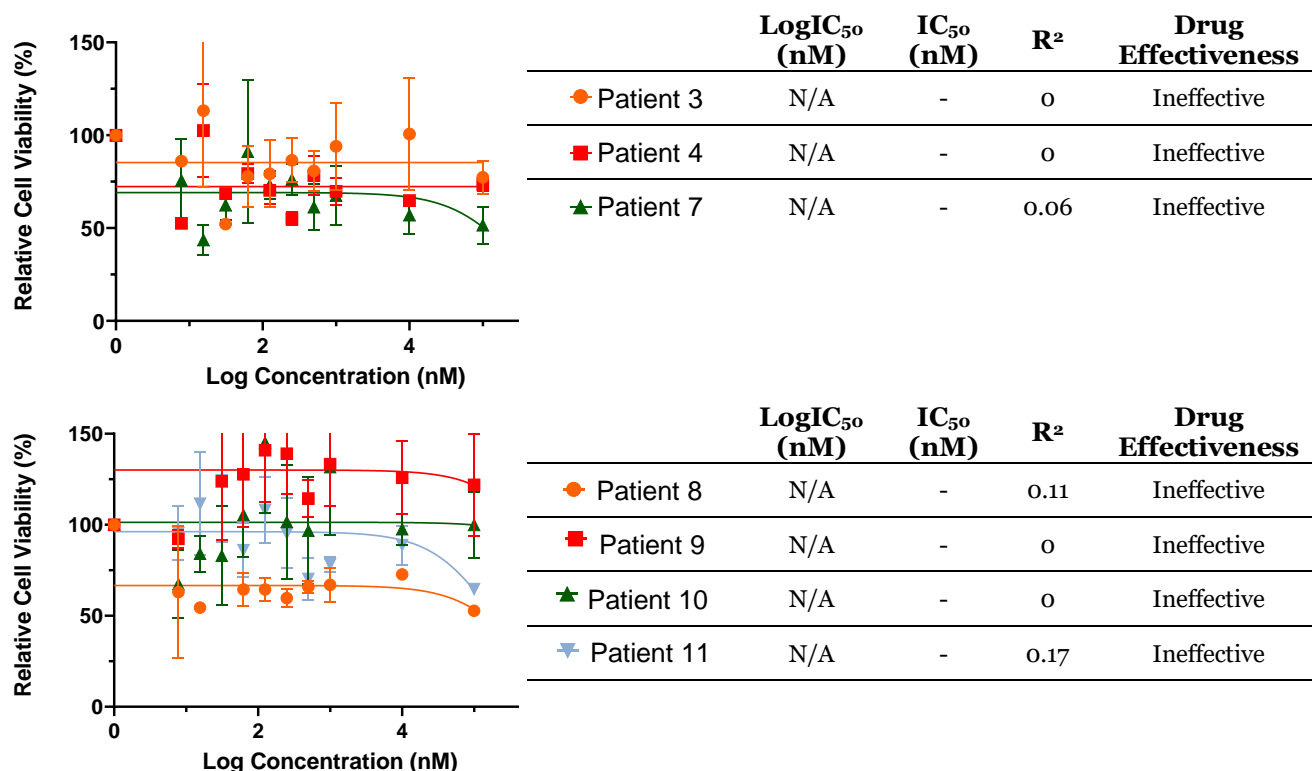 Relative Cell Viability (%)
150
100
50
0
0
2
4
Log Concentration (nM)
LogIC₅₀ (nM) IC₅₀ (nM) R² Drug Effectiveness
Patient 3 N/A - 0 Ineffective
Patient 4 N/A - 0 Ineffective
Patient 7 N/A - 0.06 Ineffective
Relative Cell Viability (%)
150
100
50
0
0
2
4
Log Concentration (nM)
LogIC₅₀ (nM) IC₅₀ (nM) R² Drug Effectiveness
Patient 8 N/A - 0.11 Ineffective
Patient 9 N/A - 0 Ineffective
Patient 10 N/A - 0 Ineffective
Patient 11 N/A - 0.17 Ineffective